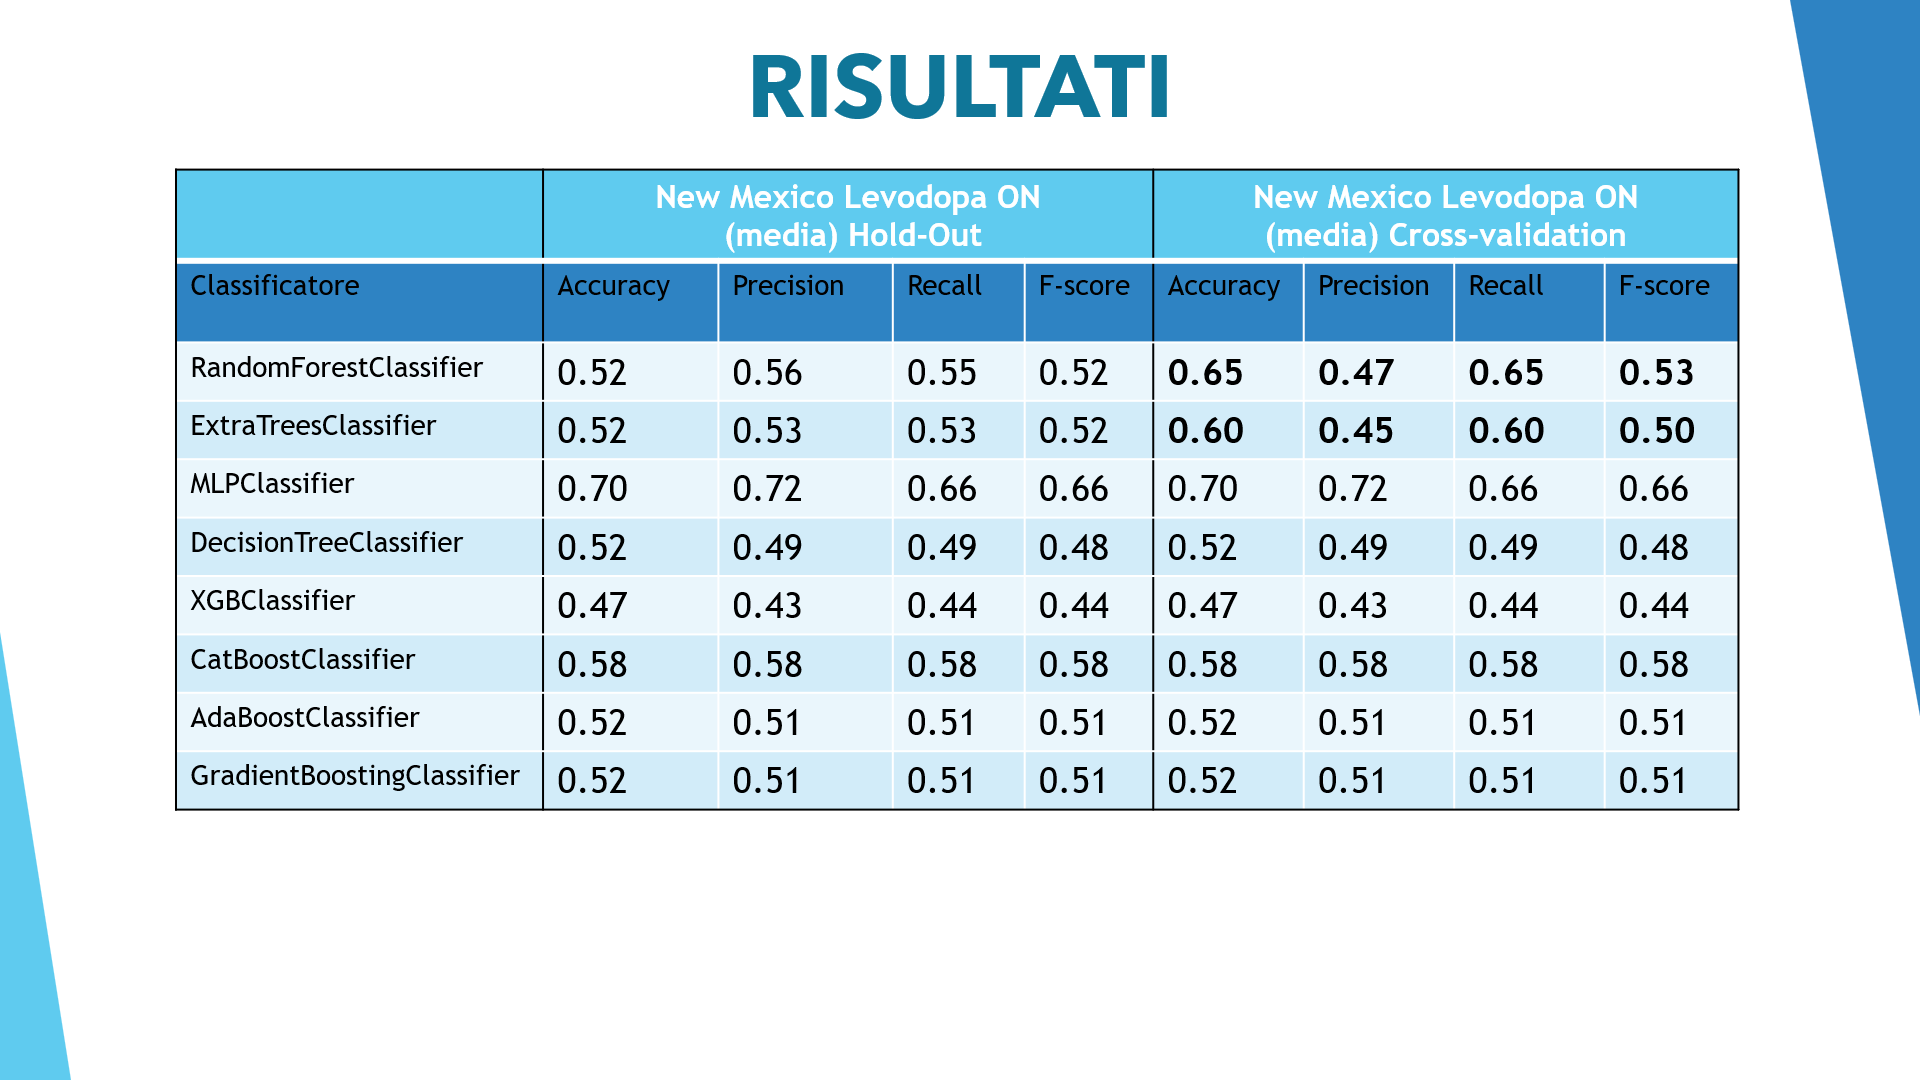 RISULTATI
New Mexico Levodopa ON (media) Hold-Out New Mexico Levodopa ON (media) Cross-validation
Classificatore Accuracy Precision Recall F-score Accuracy Precision Recall F-score
RandomForestClassifier 0.52 0.56 0.55 0.52 0.65 0.47 0.65 0.53
ExtraTreesClassifier 0.52 0.53 0.53 0.52 0.60 0.45 0.60 0.50
MLPClassifier 0.70 0.72 0.66 0.66 0.70 0.72 0.66 0.66
DecisionTreeClassifier 0.52 0.49 0.49 0.48 0.52 0.49 0.49 0.48
XGBClassifier 0.47 0.43 0.44 0.44 0.47 0.43 0.44 0.44
CatBoostClassifier 0.58 0.58 0.58 0.58 0.58 0.58 0.58 0.58
AdaBoostClassifier 0.52 0.51 0.51 0.51 0.52 0.51 0.51 0.51
GradientBoostingClassifier 0.52 0.51 0.51 0.51 0.52 0.51 0.51 0.51